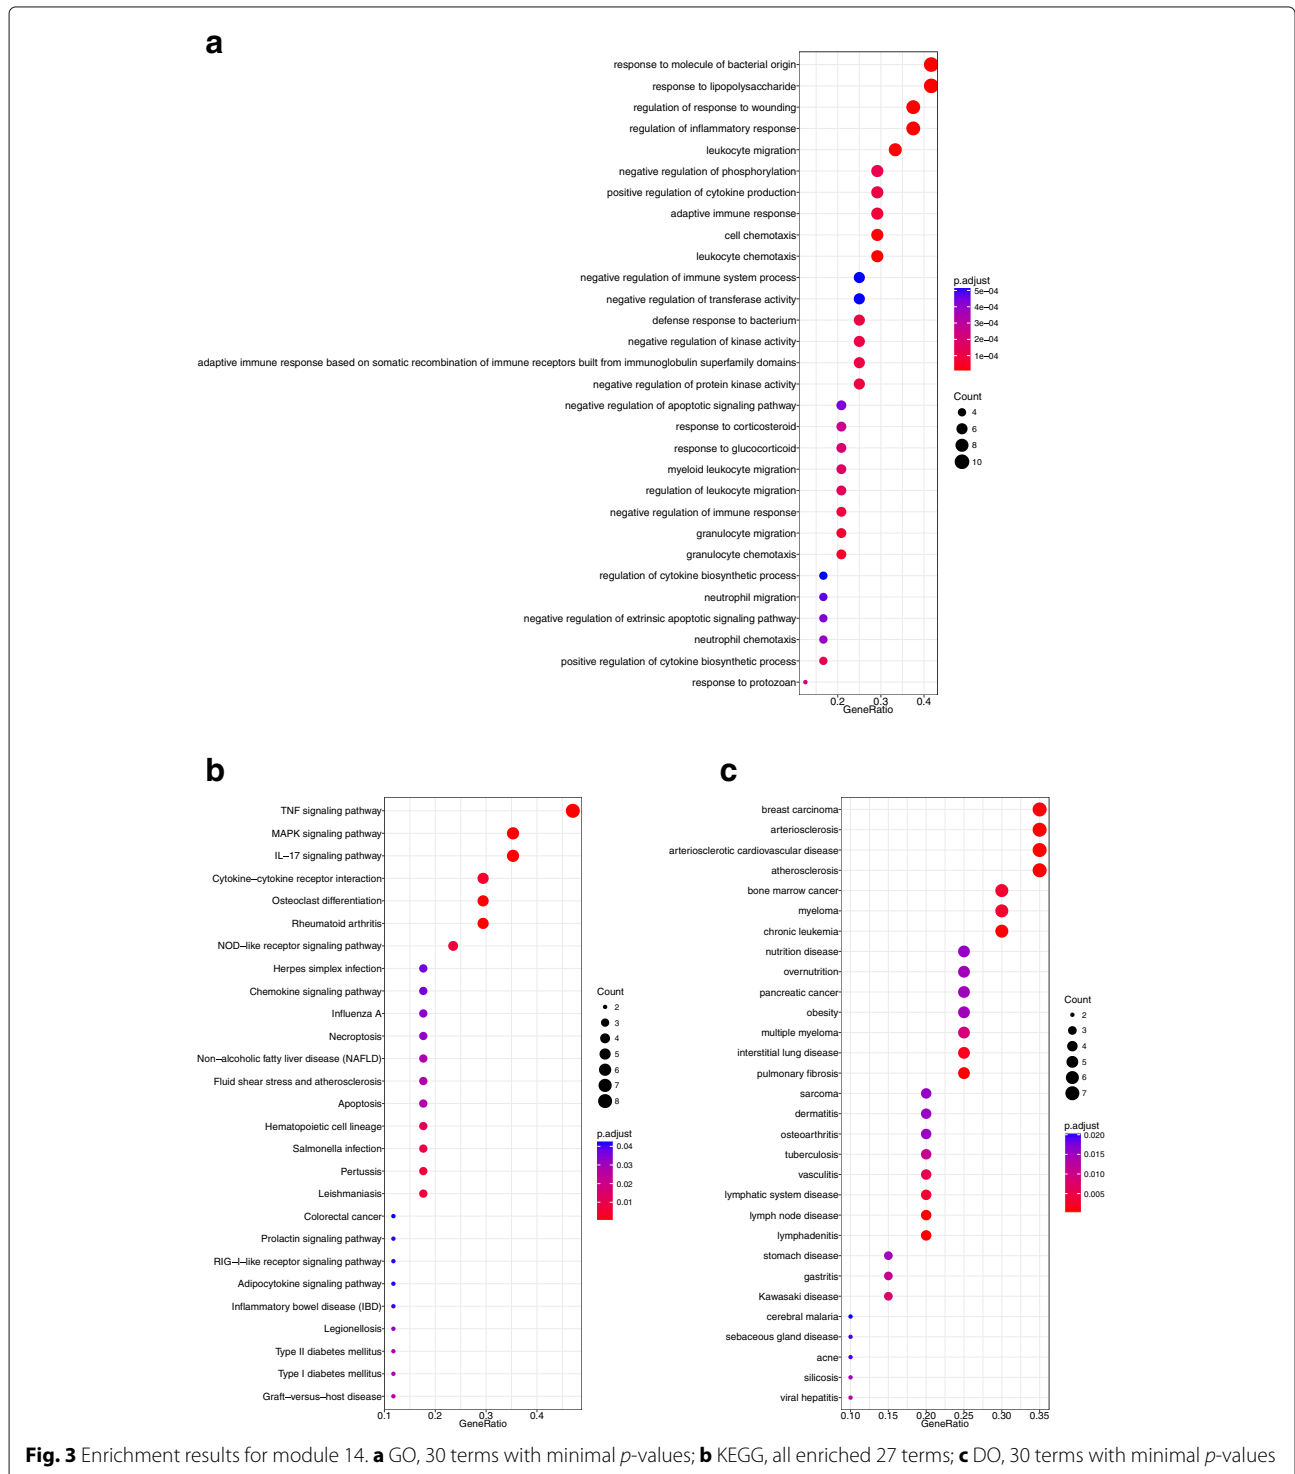 a
response to molecule of bacterial origin
response to lipopolysaccharide
regulation of response to wounding
regulation of inflammatory response
leukocyte migration
negative regulation of phosphorylation
positive regulation of cytokine production
adaptive immune response
cell chemotaxis
leukocyte chemotaxis
negative regulation of immune system process
negative regulation of transferase activity
defense response to bacterium
negative regulation of kinase activity
adaptive immune response based on somatic recombination of immune receptors built from immunoglobulin superfamily domains
negative regulation of protein kinase activity
negative regulation of apoptotic signaling pathway
response to corticosteroid
response to glucocorticoid
myeloid leukocyte migration
regulation of leukocyte migration
negative regulation of immune response
granulocyte migration
granulocyte chemotaxis
regulation of cytokine biosynthetic process
neutrophil migration
negative regulation of extrinsic apoptotic signaling pathway
neutrophil chemotaxis
positive regulation of cytokine biosynthetic process
response to protozoan
0.2 0.3 0.4
GeneRatio
p.adjust
5e−04
4e−04
3e−04
2e−04
1e−04
Count
4
6
8
10
b
TNF signaling pathway
MAPK signaling pathway
IL−17 signaling pathway
Cytokine−cytokine receptor interaction
Osteoclast differentiation
Rheumatoid arthritis
NOD−like receptor signaling pathway
Herpes simplex infection
Chemokine signaling pathway
Influenza A
Necroptosis
Non−alcoholic fatty liver disease (NAFLD)
Fluid shear stress and atherosclerosis
Apoptosis
Hematopoietic cell lineage
Salmonella infection
Pertussis
Leishmaniasis
Colorectal cancer
Prolactin signaling pathway
RIG−I−like receptor signaling pathway
Adipocytokine signaling pathway
Inflammatory bowel disease (IBD)
Legionellosis
Type II diabetes mellitus
Type I diabetes mellitus
Graft−versus−host disease
0.1 0.2 0.3 0.4
GeneRatio
Count
2
3
4
5
6
7
8
p.adjust
0.04
0.03
0.02
0.01
c
breast carcinoma
arteriosclerosis
arteriosclerotic cardiovascular disease
atherosclerosis
bone marrow cancer
myeloma
chronic leukemia
nutrition disease
overnutrition
pancreatic cancer
obesity
multiple myeloma
interstitial lung disease
pulmonary fibrosis
sarcoma
dermatitis
osteoarthritis
tuberculosis
vasculitis
lymphatic system disease
lymph node disease
lymphadenitis
stomach disease
gastritis
Kawasaki disease
cerebral malaria
sebaceous gland disease
acne
silicosis
viral hepatitis
0.10 0.15 0.20 0.25 0.30 0.35
GeneRatio
Count
2
3
4
5
6
7
p.adjust
0.020
0.015
0.010
0.005
Fig. 3 Enrichment results for module 14. a GO, 30 terms with minimal p-values; b KEGG, all enriched 27 terms; c DO, 30 terms with minimal p-values